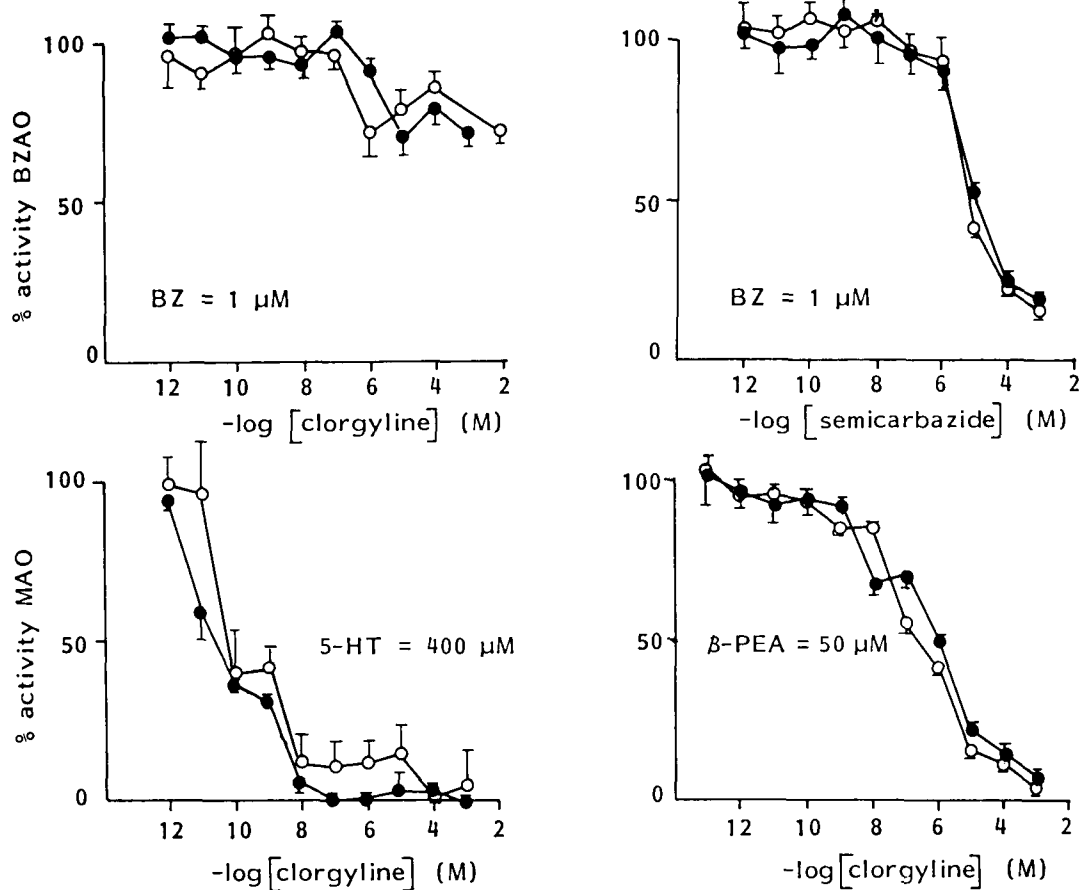 % activity BZAO
100
50
0
BZ = 1 µM
12 10 8 6 4 2
-log [clorgyline] (M)
100
50
0
BZ = 1 µM
12 10 8 6 4 2
-log [semicarbazide] (M)
% activity MAO
100
50
0
5-HT = 400 µM
12 10 8 6 4 2
-log[clorgyline] (M)
100
50
0
β-PEA = 50 µM
12 10 8 6 4 2
-log[clorgyline] (M)